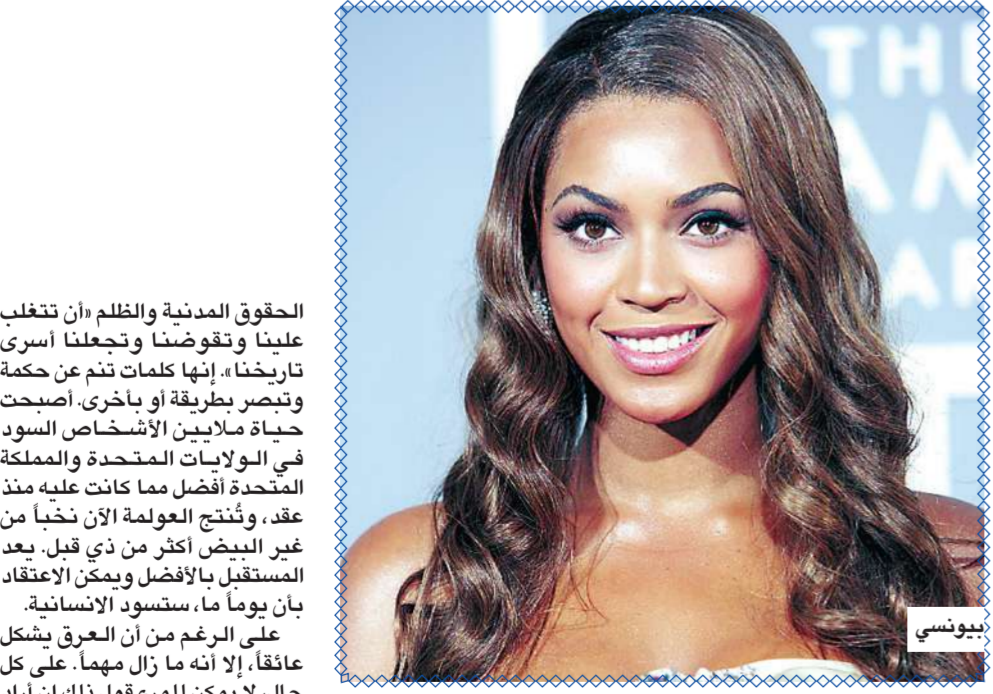 الحقوق المدنية والظلم «أن تتغلب
علينا وتقوضنا وتجعلنا أسرى
تاريخنا». إنها كلمات تنم عن حكمة
وتبصر بطريقة أو بأخرى. أصبحت
حياة ملايين الأشخاص السود
في الولايات المتحدة والمملكة
المتحدة أفضل مما كانت عليه منذ
عقد، وتُنتج العولمة الآن نخباً من
غير البيض أكثر من ذي قبل. يعد
المستقبل بالأفضل ويمكن الاعتقاد
بأن يوماً ما، ستسود الانسانية.
على الرغم من أن العرق يشكل
عائقاً، إلا أنه ما زال مهماً. على كل
TH
AM
AR
بيونسي